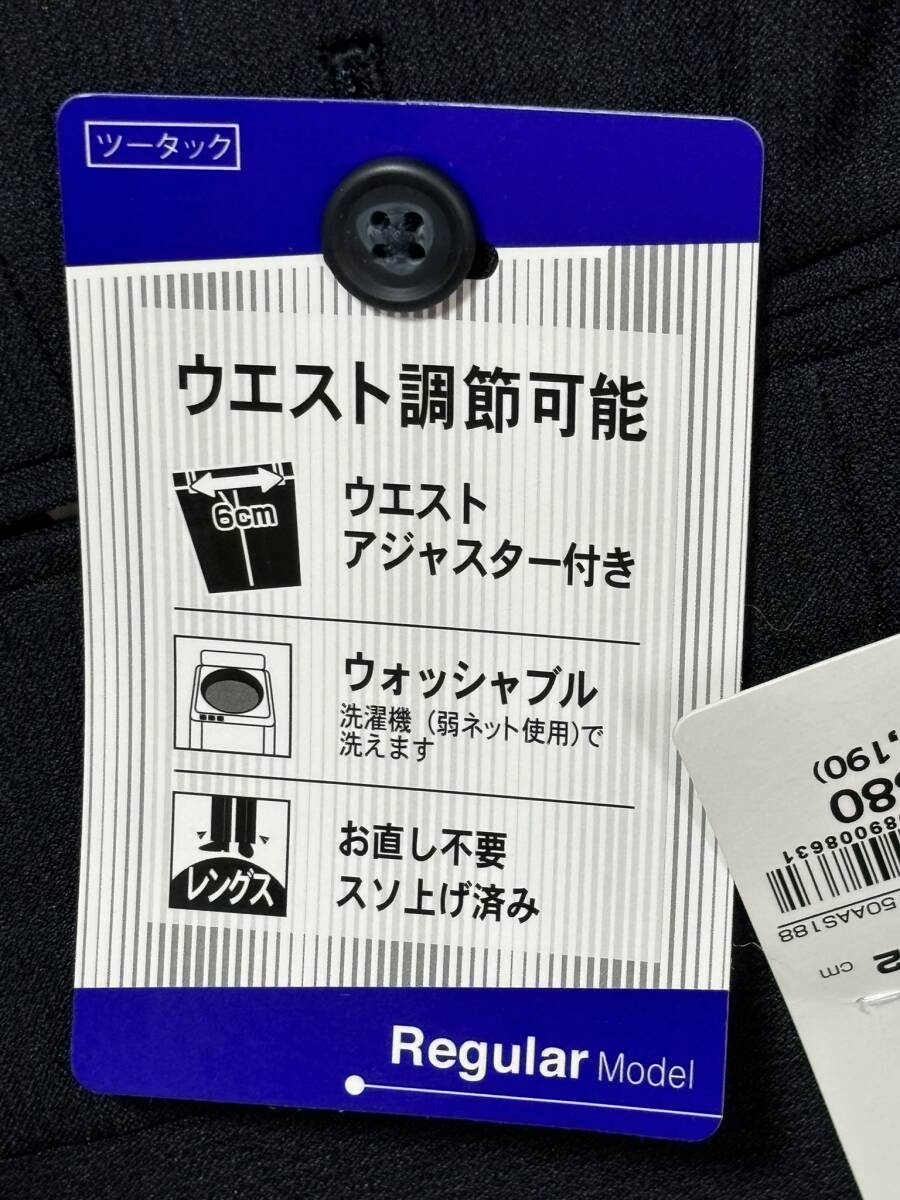 ツータック
ウエスト調節可能
6cm
ウエスト
アジャスター付き
ウォッシャブル
洗濯機（弱ネット使用）で
洗えます
レングス
お直し不要
スソ上げ済み
Regular Model
,190)
880
89008631
50AAS188
2 cm